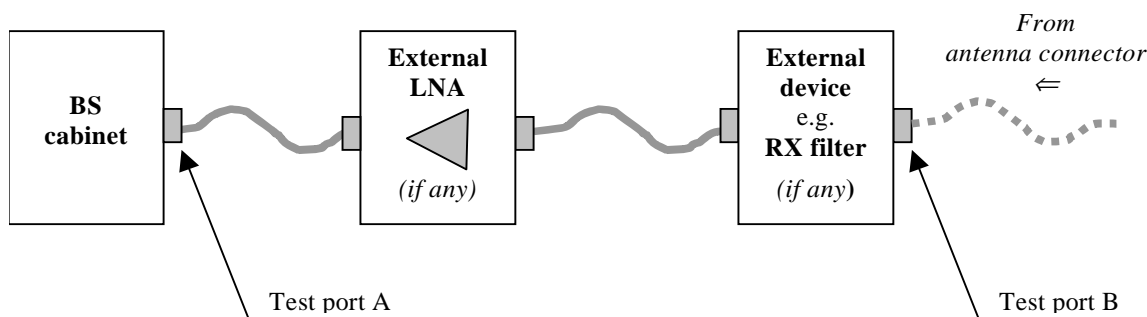 BS
cabinet
External
LNA
(if any)
External
device
e.g.
RX filter
(if any)
From
antenna connector
⇐
Test port A
Test port B